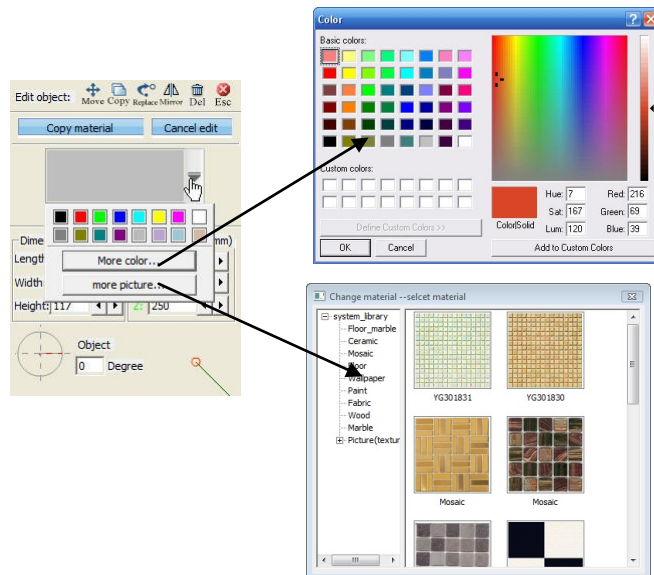 Edit object:
Move Copy Replace Mirror Del Esc
Copy material
Cancel edit
Dime
mm)
Length
Width
More color...
more picture...
Height: 117
Z: 250
Object
0 Degree
Color
Basic colors:
Custom colors:
Define Custom Colors >>
OK
Cancel
Color|Solid
Hue: 7
Red: 216
Sat: 167
Green: 69
Lum: 120
Blue: 39
Add to Custom Colors
Change material --selcet material
system_library
Floor_marble
Ceramic
Mosaic
Floor
Wallpaper
Paint
Fabric
Wood
Marble
Picture(textur
YG301831
YG301830
Mosaic
Mosaic